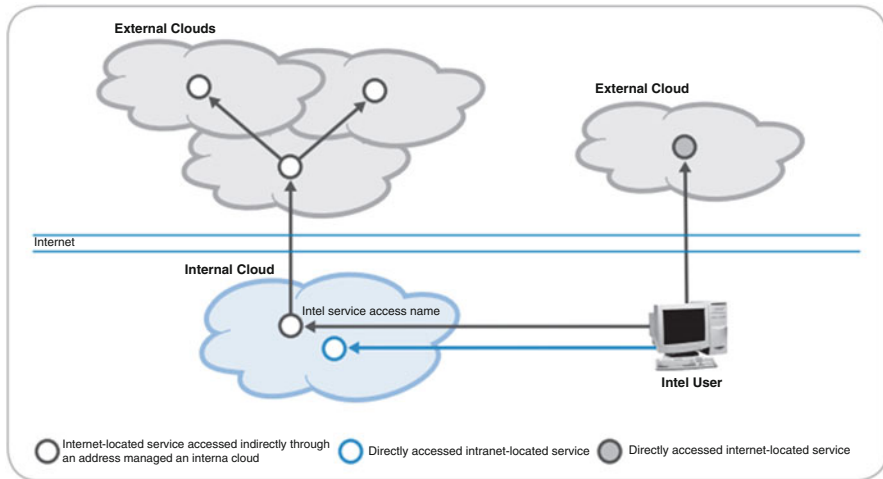 External Clouds
External Cloud
Internet
Internal Cloud
Intel service access name
Intel User
Internet-located service accessed indirectly through
an address managed an interna cloud
Directly accessed intranet-located service
Directly accessed internet-located service